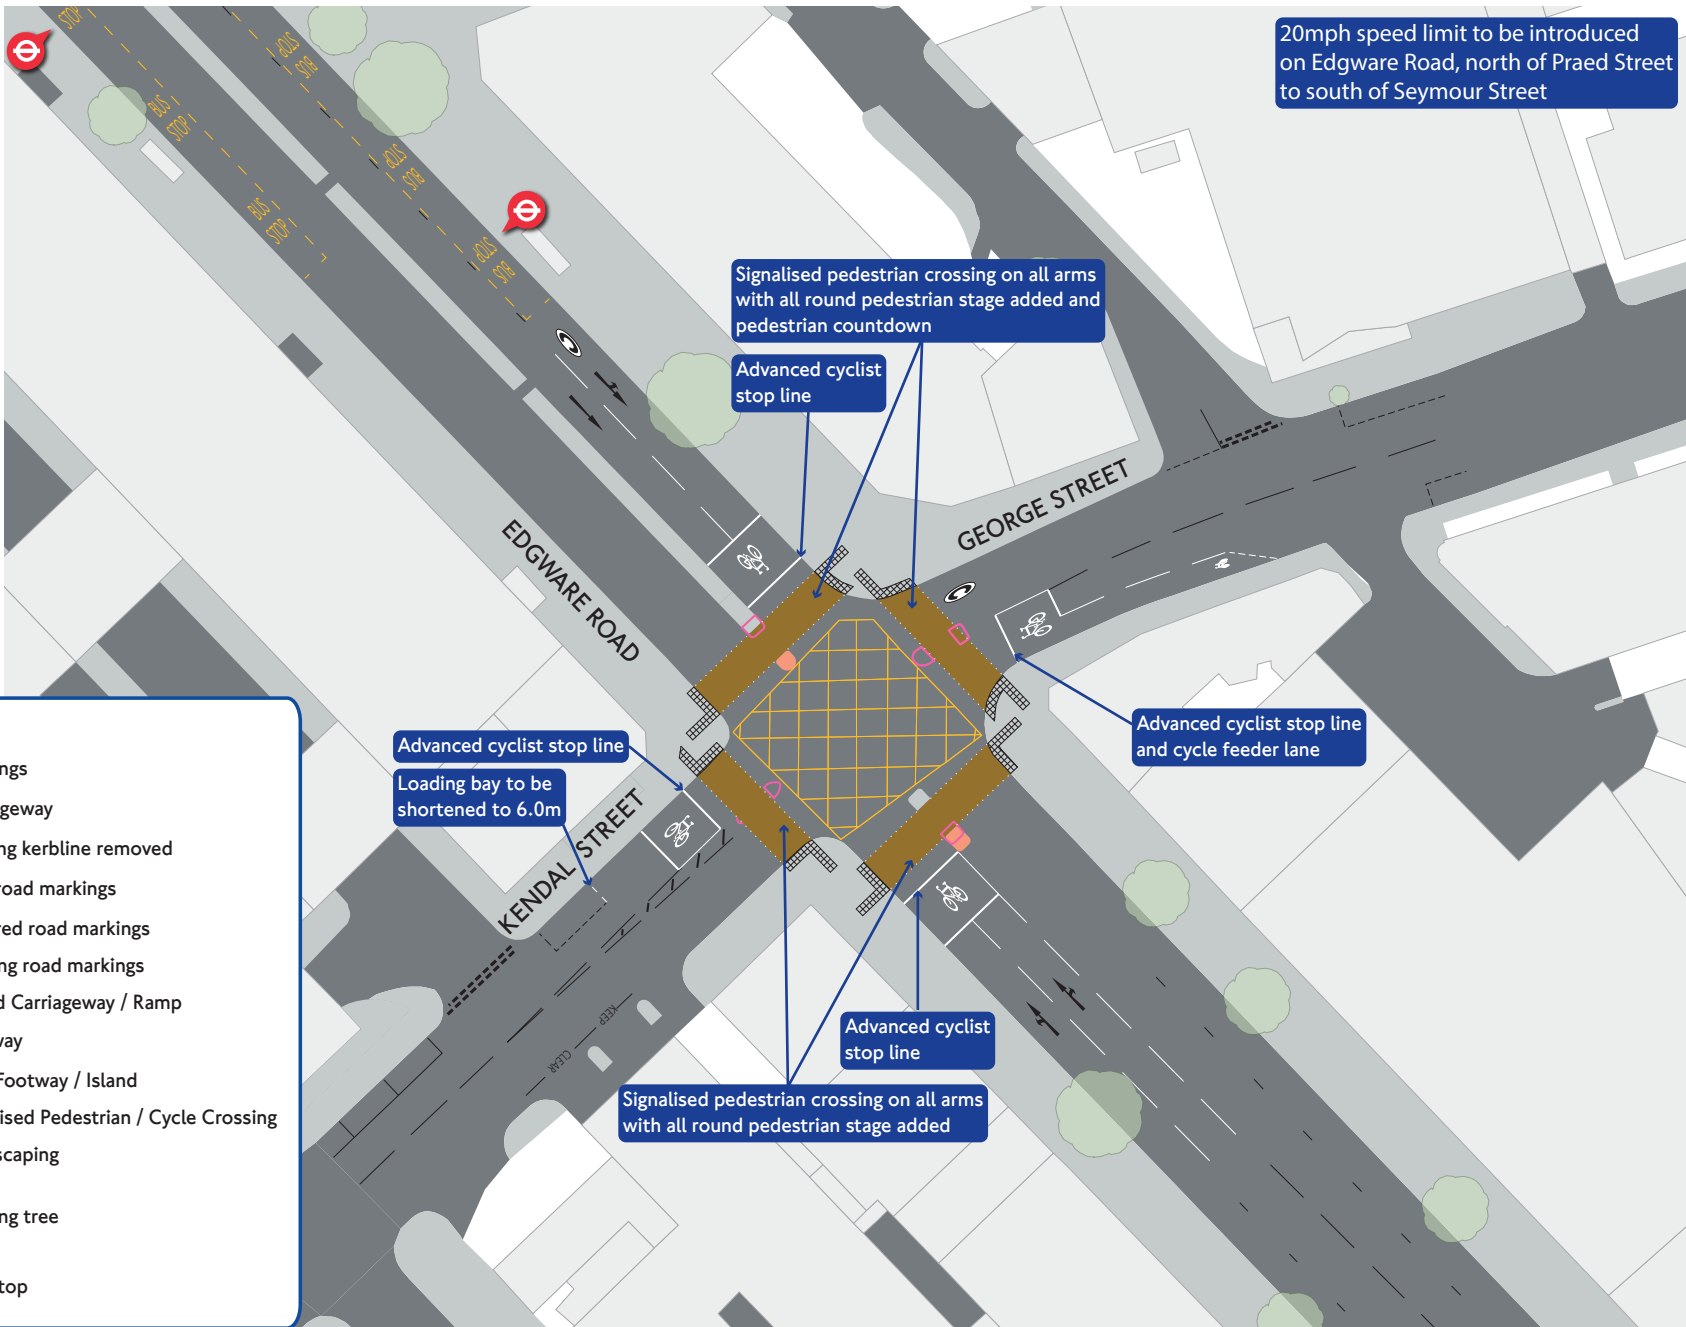 20mph speed limit to be introduced
on Edgware Road, north of Praed Street
to south of Seymour Street
STOP
BUS
STOP
BUS
STOP
BUS
STOP
BUS
STOP
BUS
STOP
Signalised pedestrian crossing on all arms
with all round pedestrian stage added and
pedestrian countdown
Advanced cyclist
stop line
GEORGE STREET
EDGWARE ROAD
Advanced cyclist stop line
and cycle feeder lane
Advanced cyclist stop line
Loading bay to be
shortened to 6.0m
KENDAL STREET
KEEP
CLEAR
Advanced cyclist
stop line
Signalised pedestrian crossing on all arms
with all round pedestrian stage added
ngs
geway
ng kerbline removed
road markings
red road markings
ng road markings
d Carriageway / Ramp
way
Footway / Island
ised Pedestrian / Cycle Crossing
scaping
ng tree
top